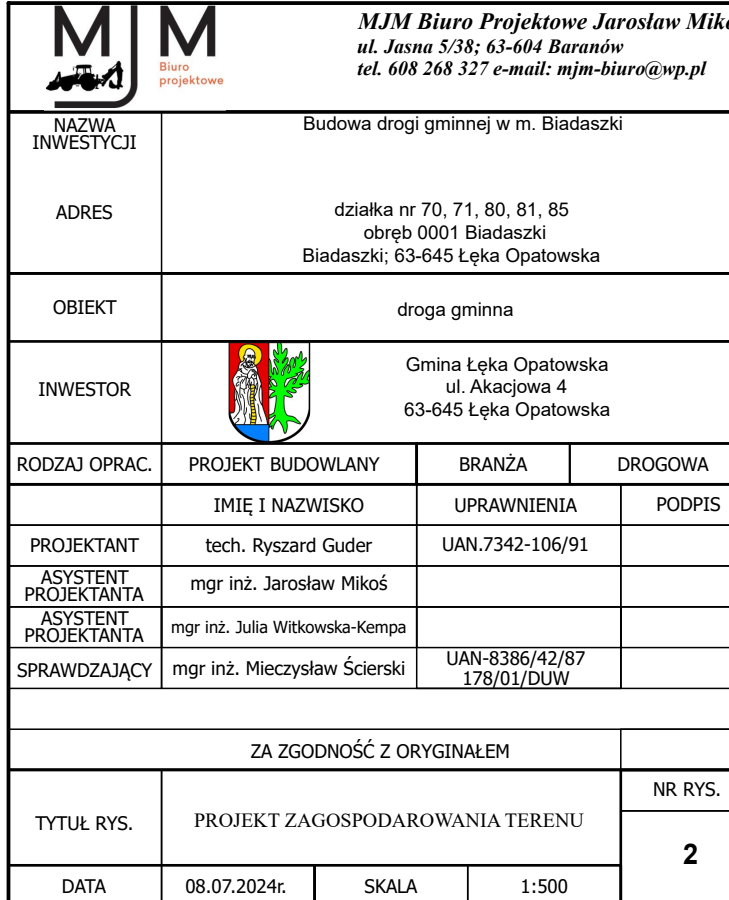 MJM
Biuro
projektowe
MJM Biuro Projektowe Jarosław
ul. Jasna 5/38; 63-604 Baranów
tel. 608 268 327 e-mail: mjm-biuro@wp.pl
NAZWA
INWESTYCJI
Budowa drogi gminnej w m. Biadaszki
ADRES
działka nr 70, 71, 80, 81, 85
obręb 0001 Biadaszki
Biadaszki; 63-645 Łęka Opatowska
OBIEKT
droga gminna
INWESTOR
Gmina Łęka Opatowska
ul. Akacjowa 4
63-645 Łęka Opatowska
RODZAJ OPRAC. PROJEKT BUDOWLANY BRANŻA DROGOWA
IMIĘ I NAZWISKO UPRAWNIENIA PODPIS
PROJEKTANT tech. Ryszard Guder UAN.7342-106/91
ASYSTENT
PROJEKTANTA
mgr inż. Jarosław Mikoś
ASYSTENT
PROJEKTANTA
mgr inż. Julia Witkowska-Kempa
SPRAWDZAJĄCY mgr inż. Mieczysław Ścierski
UAN-8386/42/87
178/01/DUW
ZA ZGODNOŚĆ Z ORYGINAŁEM
TYTUŁ RYS. PROJEKT ZAGOSPODAROWANIA TERENU
NR RYS.
2
DATA 08.07.2024r. SKALA 1:500